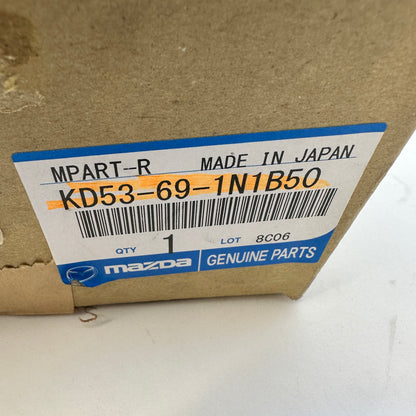 MPART-R MADE IN JAPAN
KD53-69-1N1B50
QTY 1 LOT 8C06
mazda GENUINE PARTS